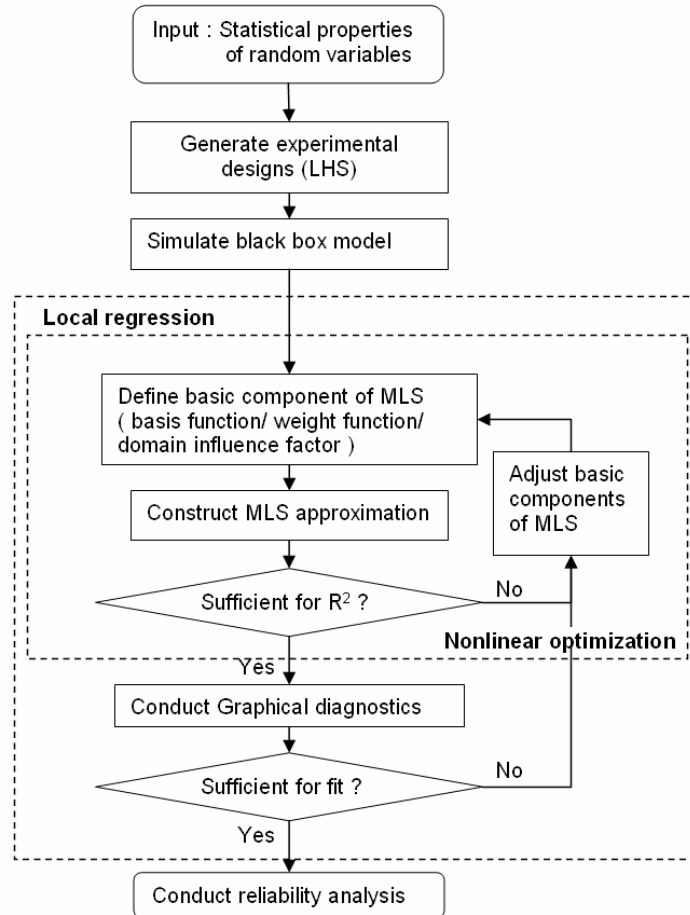 Input : Statistical properties
of random variables
Generate experimental
designs (LHS)
Simulate black box model
Local regression
Define basic component of MLS
( basis function/ weight function/
domain influence factor )
Adjust basic
components
of MLS
Construct MLS approximation
Sufficient for R² ?
No
Nonlinear optimization
Yes
Conduct Graphical diagnostics
Sufficient for fit ?
No
Yes
Conduct reliability analysis